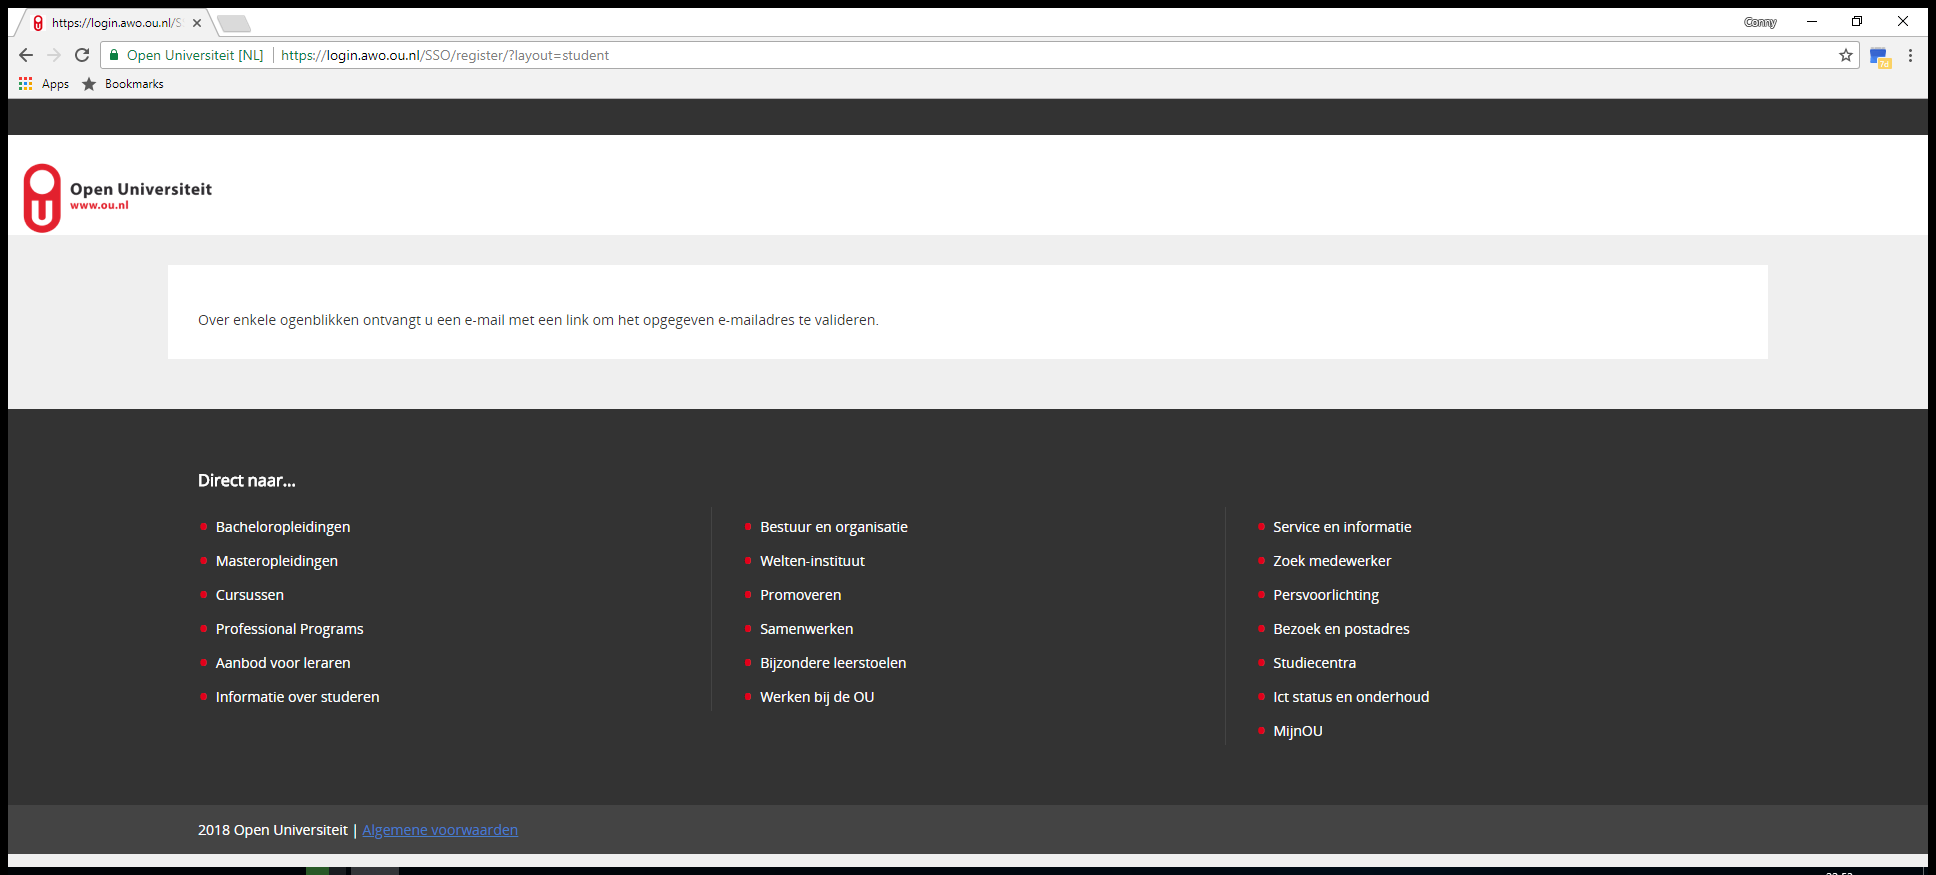 https://login.awo.ou.nl/S
Conny
Open Universiteit [NL] https://login.awo.ou.nl/SSO/register/?layout=student
Apps Bookmarks
Open Universiteit
www.ou.nl
Over enkele ogenblikken ontvangt u een e-mail met een link om het opgegeven e-mailadres te valideren.
Direct naar...
Bacheloropleidingen
Masteropleidingen
Cursussen
Professional Programs
Aanbod voor leraren
Informatie over studeren
Bestuur en organisatie
Welten-instituut
Promoveren
Samenwerken
Bijzondere leerstoelen
Werken bij de OU
Service en informatie
Zoek medewerker
Persvoorlichting
Bezoek en postadres
Studiecentra
Ict status en onderhoud
MijnOU
2018 Open Universiteit | Algemene voorwaarden